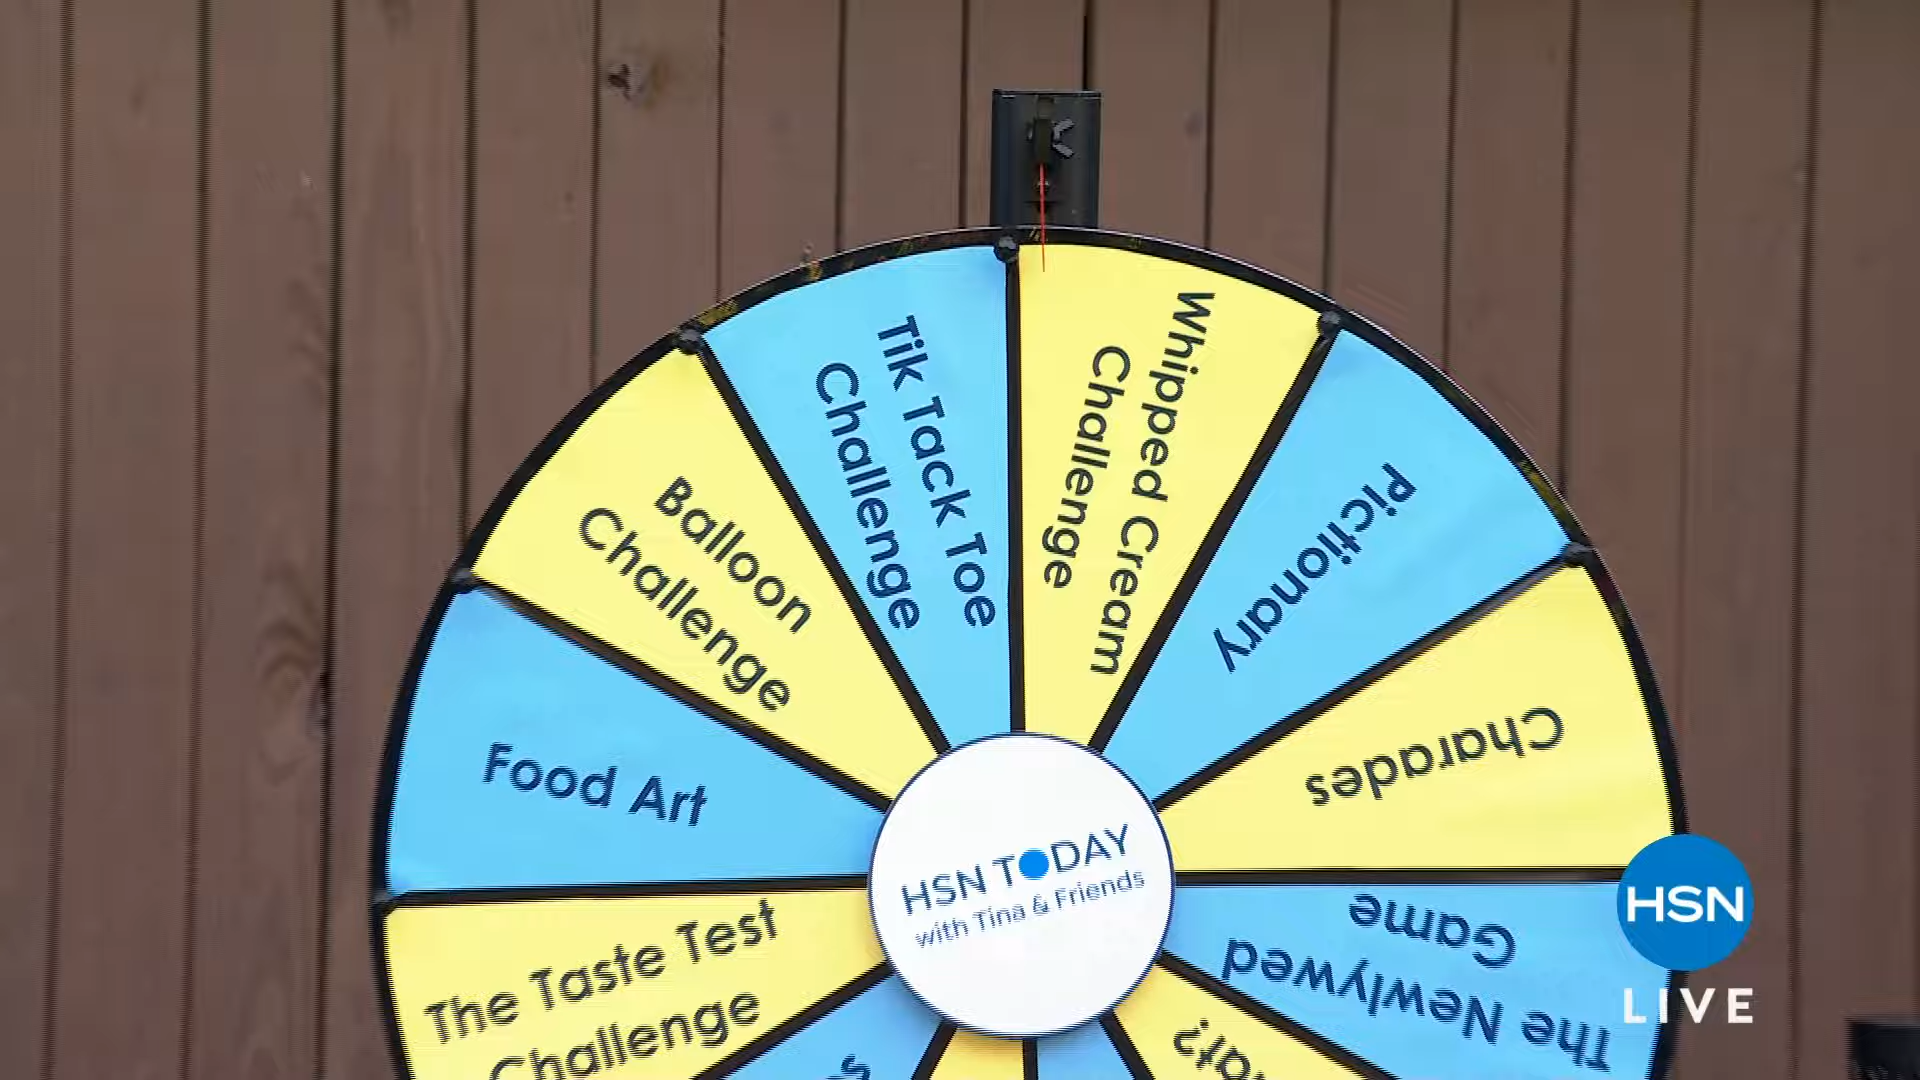 Tik Tack Toe
Challenge
Whipped Cream
Challenge
Pictionary
Charades
The Newlywed
Game
Balloon
Challenge
Food Art
The Taste Test
Challenge
HSN TODAY
with Tina & Friends
HSN
LIVE